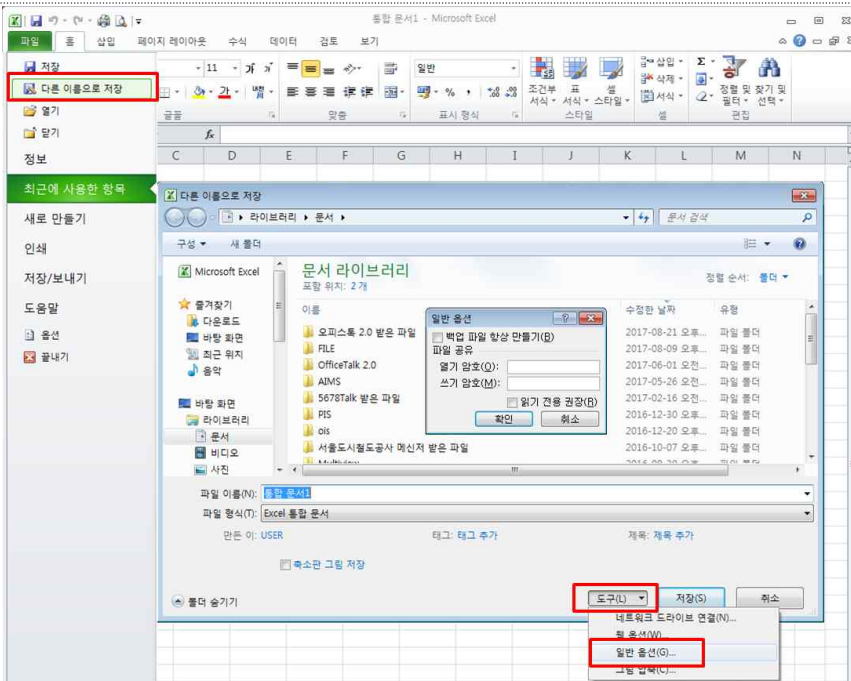 통합 문서1 - Microsoft Excel
파일 홈 삽입 페이지 레이아웃 수식 데이터 검토 보기
저장
다른 이름으로 저장
열기
닫기
정보
최근에 사용한 항목
새로 만들기
인쇄
저장/보내기
도움말
옵션
끝내기
11
가
일반
조건부 서식
표 서식
셀 스타일
삽입
삭제
서식
정렬 및 필터
찾기 및 선택
글꼴 맞춤 표시 형식 스타일 셀 편집
fx
C D E F G H I J K L M N
다른 이름으로 저장
라이브러리 문서
문서 검색
구성 새 폴더
Microsoft Excel
즐겨찾기
다운로드
바탕 화면
최근 위치
음악
바탕 화면
라이브러리
문서
비디오
사진
문서 라이브러리
포함 위치: 2개
정렬 순서: 폴더
이름 수정한 날짜 유형
오피스톡 2.0 받은 파일 2017-08-21 오후... 파일 폴더
FILE 2017-08-09 오후... 파일 폴더
OfficeTalk 2.0 2017-06-01 오전... 파일 폴더
AIMS 2017-05-26 오전... 파일 폴더
5678Talk 받은 파일 2017-02-16 오전... 파일 폴더
PIS 2016-12-30 오후... 파일 폴더
ois 2016-12-20 오후... 파일 폴더
서울도시철도공사 메신저 받은 파일 2016-10-07 오후... 파일 폴더
일반 옵션
백업 파일 항상 만들기(B)
파일 공유
열기 암호(O):
쓰기 암호(M):
읽기 전용 권장(R)
확인 취소
파일 이름(N): 통합 문서1
파일 형식(T): Excel 통합 문서
만든 이: USER 태그: 태그 추가 제목: 제목 추가
축소판 그림 저장
폴더 숨기기
도구(L) 저장(S) 취소
네트워크 드라이브 연결(N)...
웹 옵션(W)...
일반 옵션(G)...
그림 압축(C)...